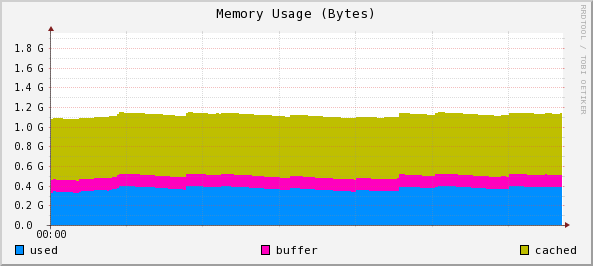 Memory Usage (Bytes)
RRDTOOL / TOBI OETIKER
1.8 G
1.6 G
1.4 G
1.2 G
1.0 G
0.8 G
0.6 G
0.4 G
0.2 G
0.0
00:00
used buffer cached